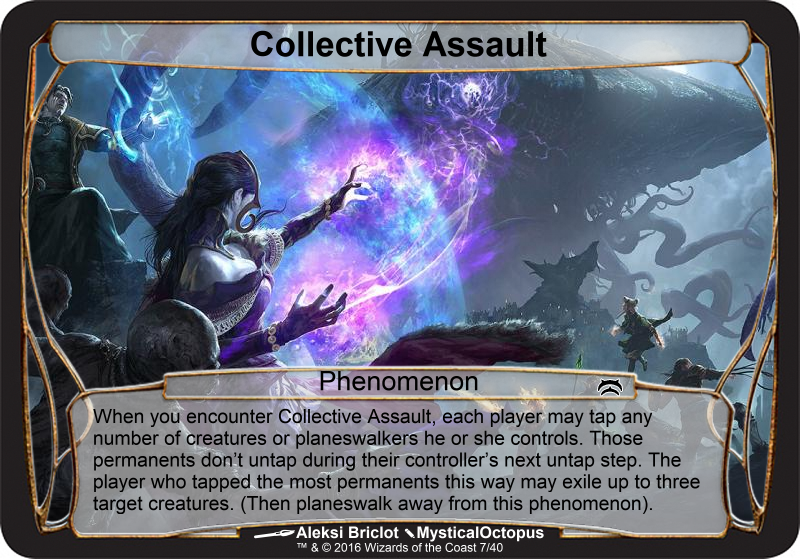 Collective Assault
Phenomenon
When you encounter Collective Assault, each player may tap any
number of creatures or planeswalkers he or she controls. Those
permanents don’t untap during their controller’s next untap step. The
player who tapped the most permanents this way may exile up to three
target creatures. (Then planeswalk away from this phenomenon).
Aleksi Briclot MysticalOctopus
™ & © 2016 Wizards of the Coast 7/40